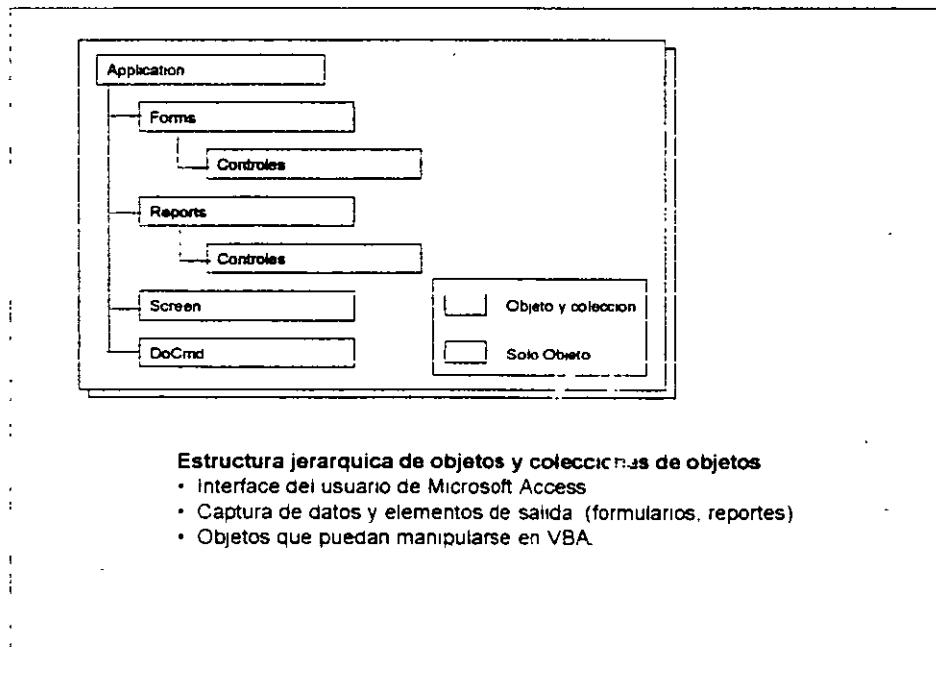 Application
Forms
Controles
Reports
Controles
Screen
DoCmd
Objeto y coleccion
Solo Objeto
Estructura jerarquica de objetos y colecciones de objetos
• Interface del usuario de Microsoft Access
• Captura de datos y elementos de salida (formularios, reportes)
• Objetos que puedan manipularse en VBA.